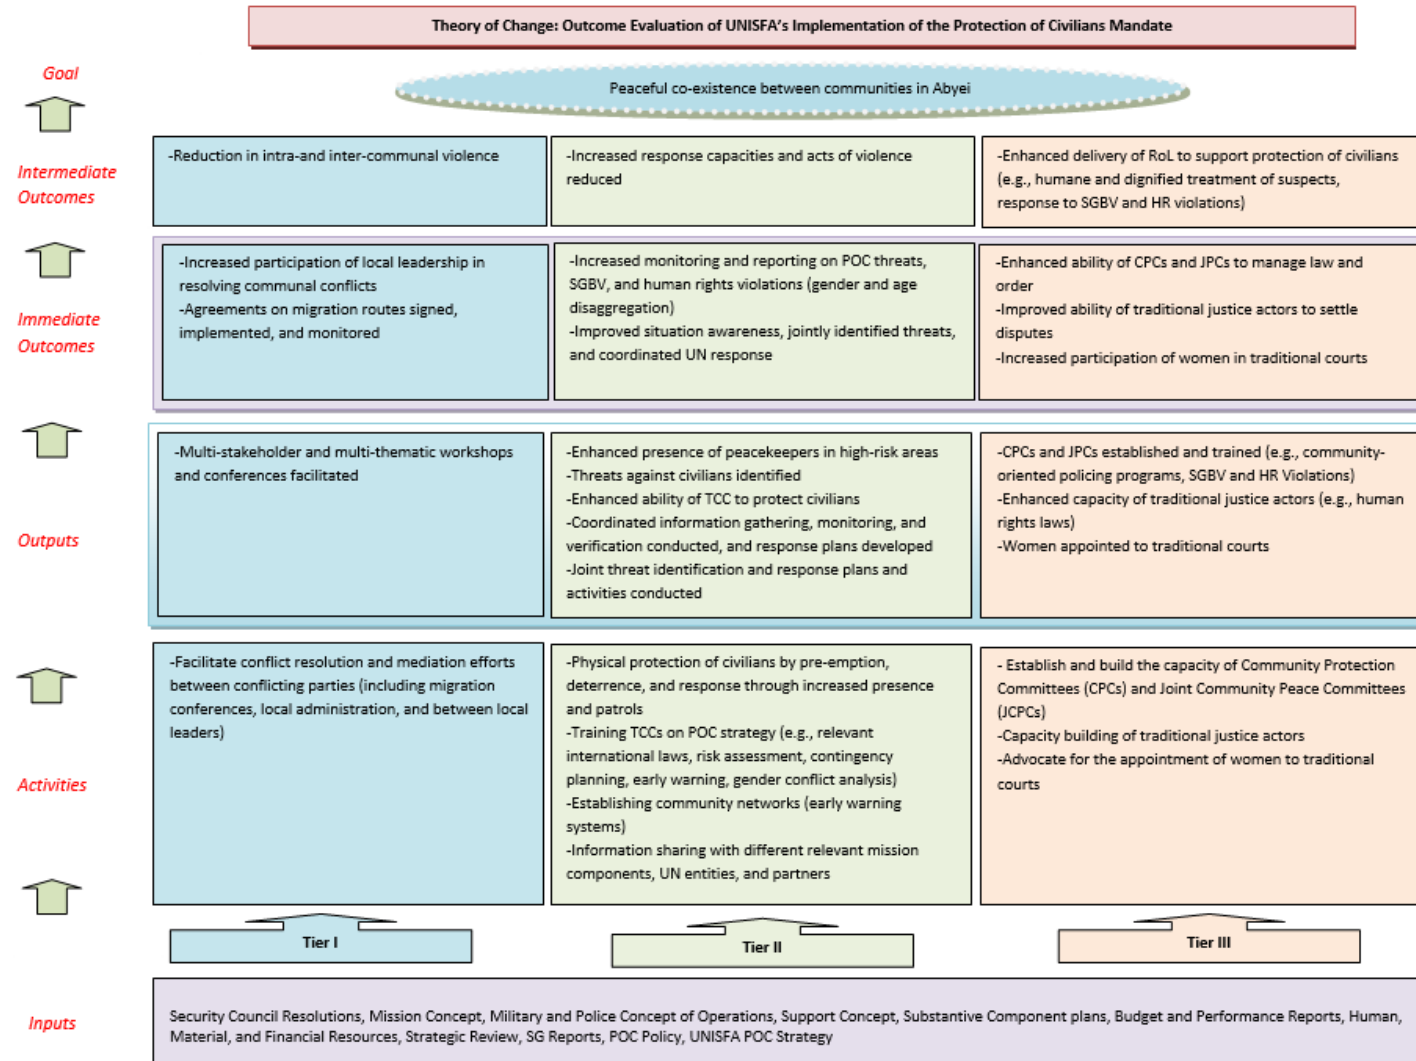 Theory of Change: Outcome Evaluation of UNISFA's Implementation of the Protection of Civilians Mandate
Goal
Peaceful co-existence between communities in Abyei
Intermediate
Outcomes
-Reduction in intra-and inter-communal violence
-Increased response capacities and acts of violence
reduced
-Enhanced delivery of RoL to support protection of civilians
(e.g., humane and dignified treatment of suspects,
response to SGBV and HR violations)
Immediate
Outcomes
-Increased participation of local leadership in
resolving communal conflicts
-Agreements on migration routes signed,
implemented, and monitored
-Increased monitoring and reporting on POC threats,
SGBV, and human rights violations (gender and age
disaggregation)
-Improved situation awareness, jointly identified threats,
and coordinated UN response
-Enhanced ability of CPCs and JPCs to manage law and
order
-Improved ability of traditional justice actors to settle
disputes
-Increased participation of women in traditional courts
Outputs
-Multi-stakeholder and multi-thematic workshops
and conferences facilitated
-Enhanced presence of peacekeepers in high-risk areas
-Threats against civilians identified
-Enhanced ability of TCC to protect civilians
-Coordinated information gathering, monitoring, and
verification conducted, and response plans developed
-Joint threat identification and response plans and
activities conducted
-CPCs and JPCs established and trained (e.g., community-
oriented policing programs, SGBV and HR Violations)
-Enhanced capacity of traditional justice actors (e.g., human
rights laws)
-Women appointed to traditional courts
Activities
-Facilitate conflict resolution and mediation efforts
between conflicting parties (including migration
conferences, local administration, and between local
leaders)
-Physical protection of civilians by pre-emption,
deterrence, and response through increased presence
and patrols
-Training TCCs on POC strategy (e.g., relevant
international laws, risk assessment, contingency
planning, early warning, gender conflict analysis)
-Establishing community networks (early warning
systems)
-Information sharing with different relevant mission
components, UN entities, and partners
- Establish and build the capacity of Community Protection
Committees (CPCs) and Joint Community Peace Committees
(JCPCs)
-Capacity building of traditional justice actors
-Advocate for the appointment of women to traditional
courts
Tier I
Tier II
Tier III
Inputs
Security Council Resolutions, Mission Concept, Military and Police Concept of Operations, Support Concept, Substantive Component plans, Budget and Performance Reports, Human,
Material, and Financial Resources, Strategic Review, SG Reports, POC Policy, UNISFA POC Strategy